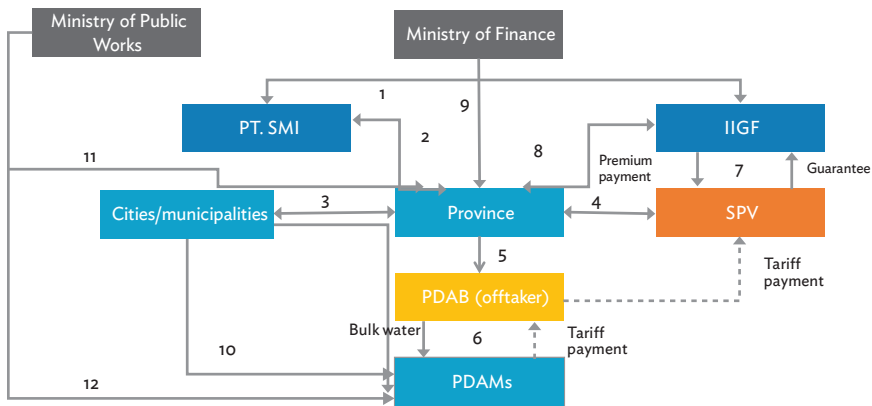 Ministry of Public
Works
Ministry of Finance
1
9
PT. SMI
IIGF
2
8
11
Premium
payment
7
Guarantee
Cities/municipalities
3
Province
4
SPV
5
Tariff
payment
PDAB (offtaker)
Bulk water
6
Tariff
payment
10
PDAMs
12